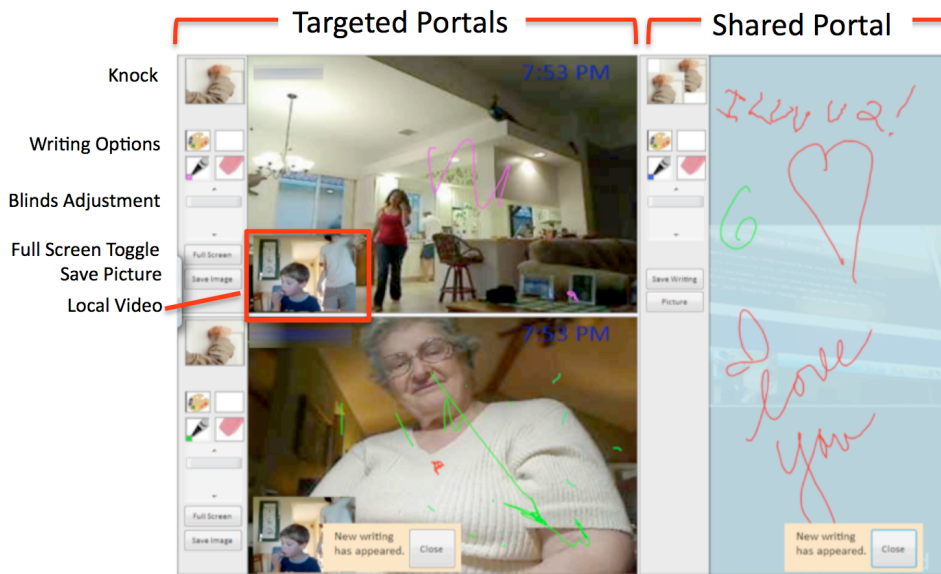 Targeted Portals
Shared Portal
Knock
Writing Options
Blinds Adjustment
Full Screen Toggle
Save Picture
Local Video
7:53 PM
Full Screen
Save Image
7:53 PM
Full Screen
Save Image
New writing
has appeared.
Close
I LUV U 2!
6
I
love
you
Save Writing
Picture
New writing
has appeared.
Close